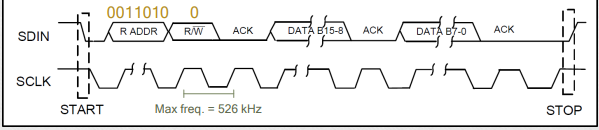 0011010 0
SDIN R ADDR R/W̅ ACK DATA B15-8 ACK DATA B7-0 ACK
SCLK
START Max freq. = 526 kHz STOP